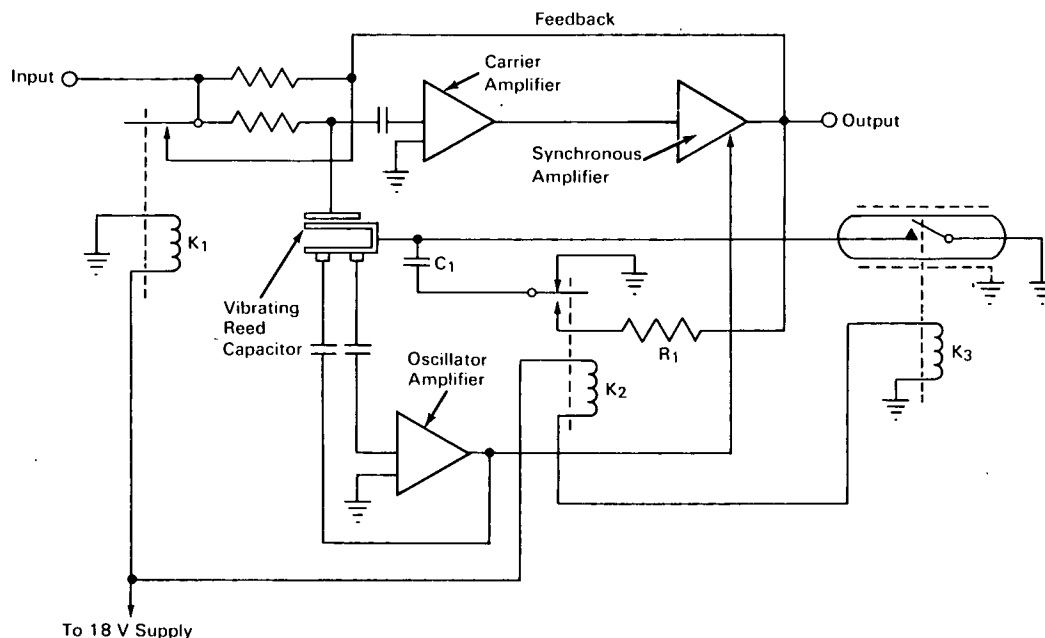 Feedback
Input
Carrier
Amplifier
Output
Synchronous
Amplifier
K1
C1
Vibrating
Reed
Capacitor
R1
Oscillator
Amplifier
K2
K3
To 18 V Supply